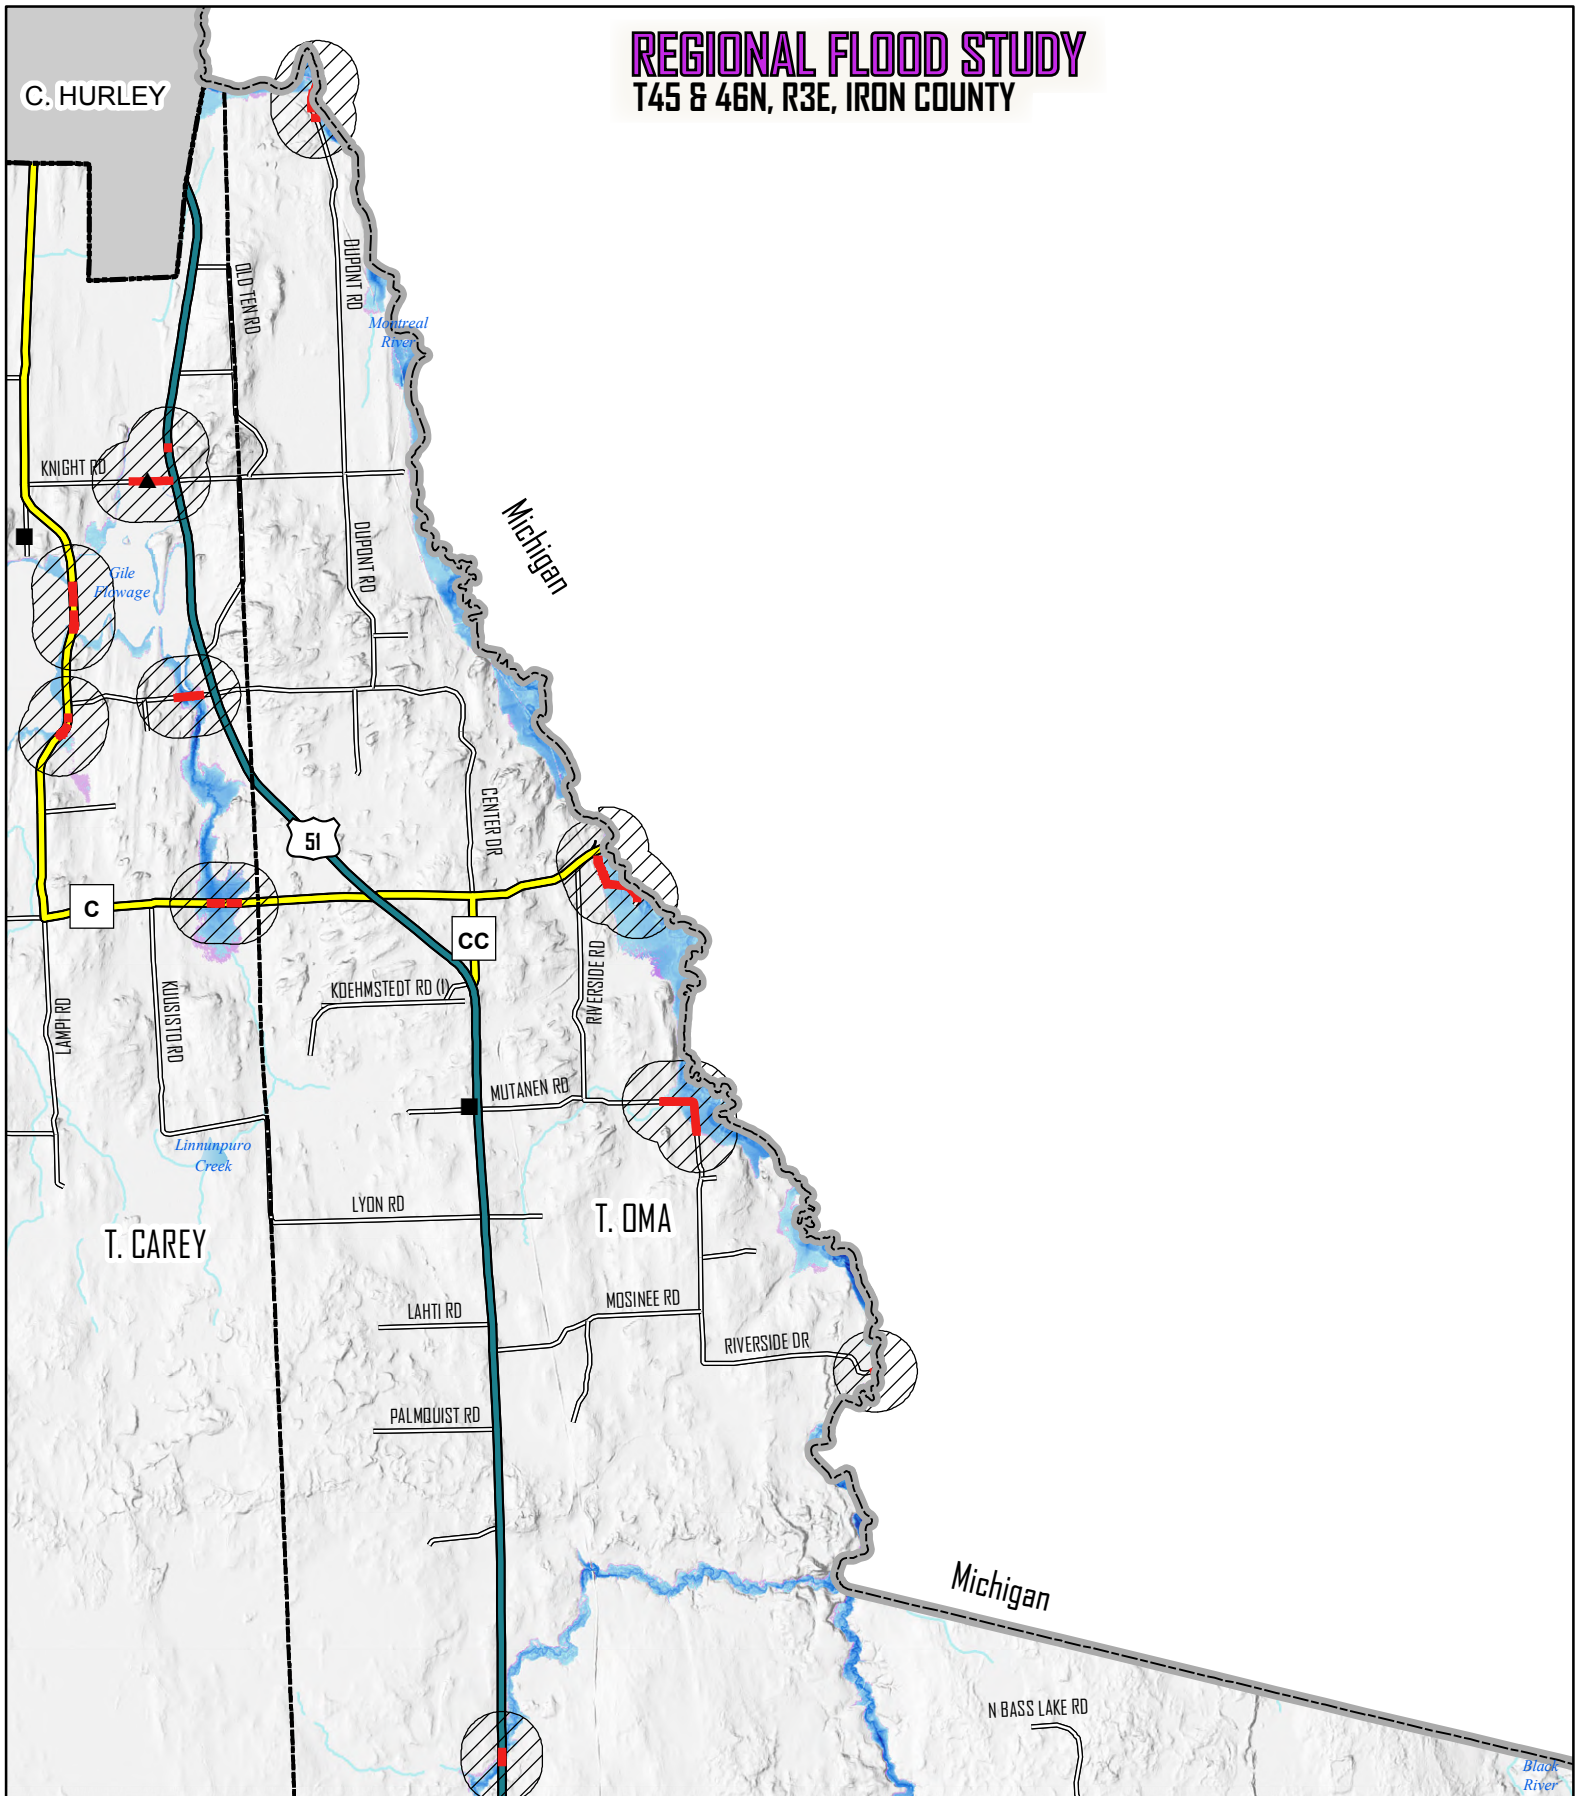 REGIONAL FLOOD STUDY
T45 & 46N, R3E, IRON COUNTY
C. HURLEY
OLD TEN RD
DUPONT RD
Montreal
River
KNIGHT RD
Michigan
DUPONT RD
Gile
Flowage
CENTER DR
51
C
CC
RIVERSIDE RD
KOEHMSTEDT RD (I)
LAMPI RD
KUUSISTO RD
MUTANEN RD
Linnunpuro
Creek
LYON RD
T. OMA
T. CAREY
MOSINEE RD
LAHTI RD
RIVERSIDE DR
PALMQUIST RD
Michigan
N BASS LAKE RD
Black
River